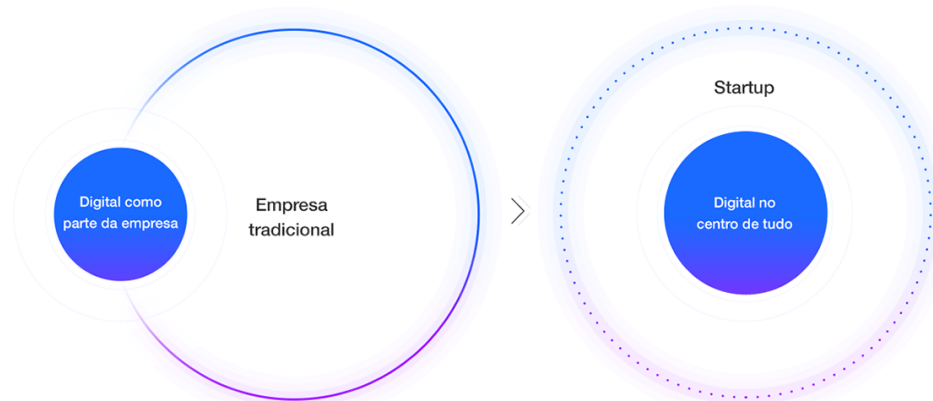 Digital como
parte da empresa
Empresa
tradicional
Startup
Digital no
centro de tudo